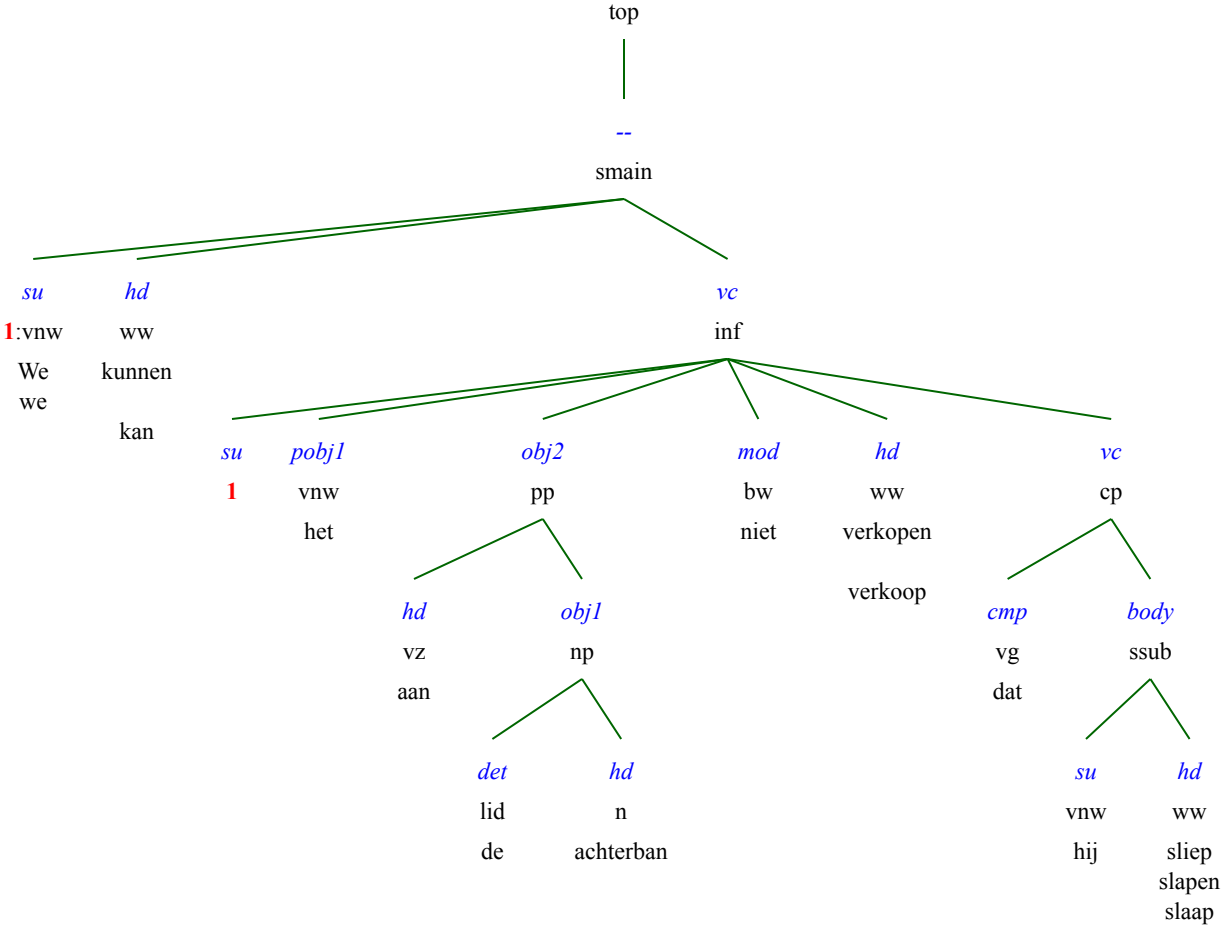 top
--
smain
su hd vc
1:vnw ww inf
We kunnen
we
kan
su pobj1 obj2 mod hd vc
1 vnw pp bw ww cp
het niet verkopen
verkoop
hd obj1 cmp body
vz np vg ssub
aan dat
det hd su hd
lid n vnw ww
de achterban hij sliep
slapen
slaap